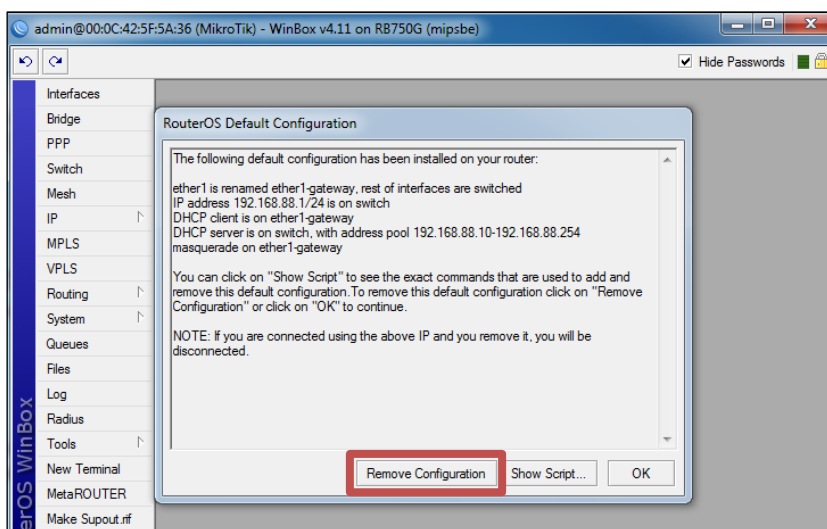 admin@00:0C:42:5F:5A:36 (MikroTik) - WinBox v4.11 on RB750G (mipsbe)
Hide Passwords
Interfaces
Bridge
PPP
Switch
Mesh
IP
MPLS
VPLS
Routing
System
Queues
Files
Log
Radius
Tools
New Terminal
MetaROUTER
Make Supout.rif
RouterOS Default Configuration
The following default configuration has been installed on your router:
ether1 is renamed ether1-gateway, rest of interfaces are switched
IP address 192.168.88.1/24 is on switch
DHCP client is on ether1-gateway
DHCP server is on switch, with address pool 192.168.88.10-192.168.88.254
masquerade on ether1-gateway
You can click on "Show Script" to see the exact commands that are used to add and
remove this default configuration.To remove this default configuration click on "Remove
Configuration" or click on "OK" to continue.
NOTE: If you are connected using the above IP and you remove it, you will be
disconnected.
Remove Configuration
Show Script...
OK
erOS WinBox